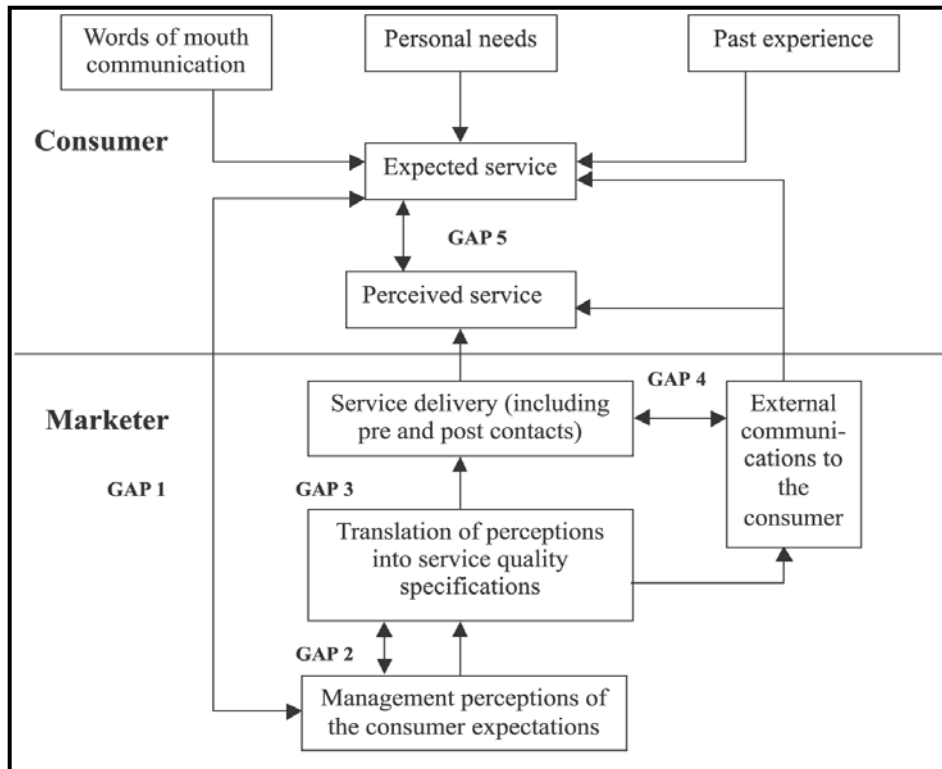 Words of mouth
communication
Personal needs
Past experience
Consumer
Expected service
GAP 5
Perceived service
GAP 4
Marketer
Service delivery (including
pre and post contacts)
External
communi-
cations to
the
consumer
GAP 1
GAP 3
Translation of perceptions
into service quality
specifications
GAP 2
Management perceptions of
the consumer expectations